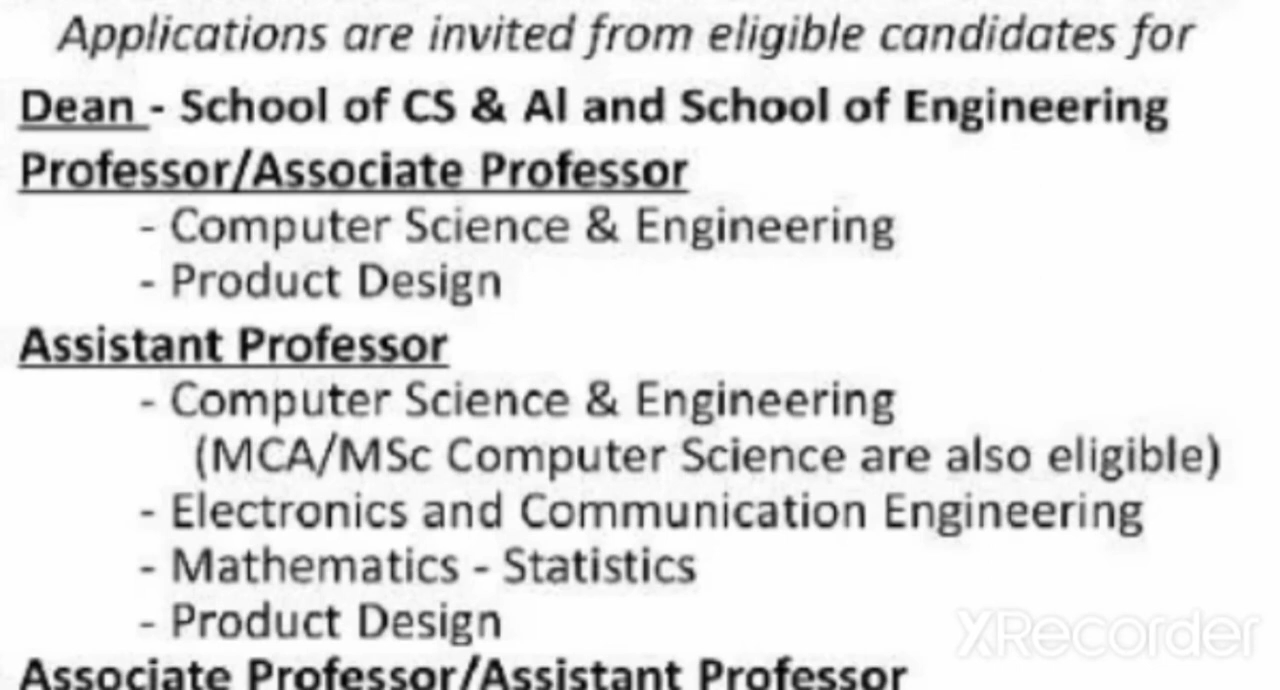 Applications are invited from eligible candidates for
Dean - School of CS & Al and School of Engineering
Professor/Associate Professor
- Computer Science & Engineering
- Product Design
Assistant Professor
- Computer Science & Engineering
(MCA/MSc Computer Science are also eligible)
- Electronics and Communication Engineering
- Mathematics - Statistics
- Product Design
Associate Professor/Assistant Professor
XRecorder